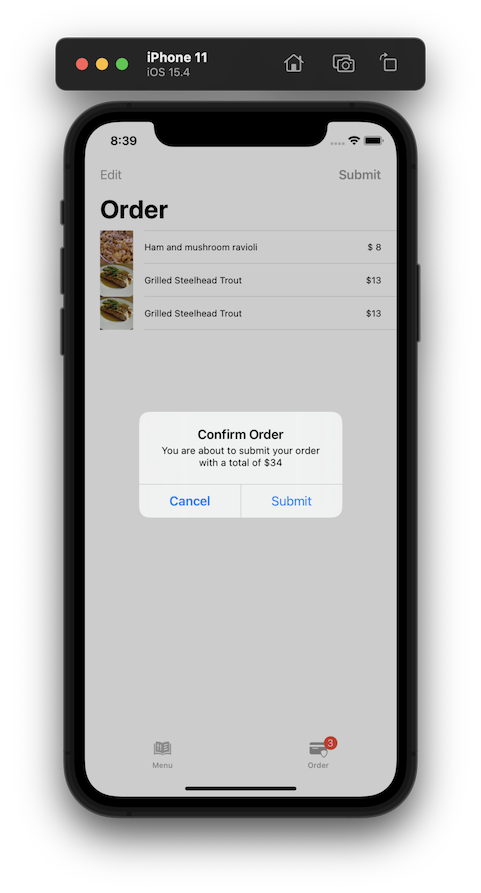 iPhone 11
iOS 15.4
8:39
Edit Submit
Order
Ham and mushroom ravioli $ 8
Grilled Steelhead Trout $13
Grilled Steelhead Trout $13
Confirm Order
You are about to submit your order
with a total of $34
Cancel Submit
3
Menu Order